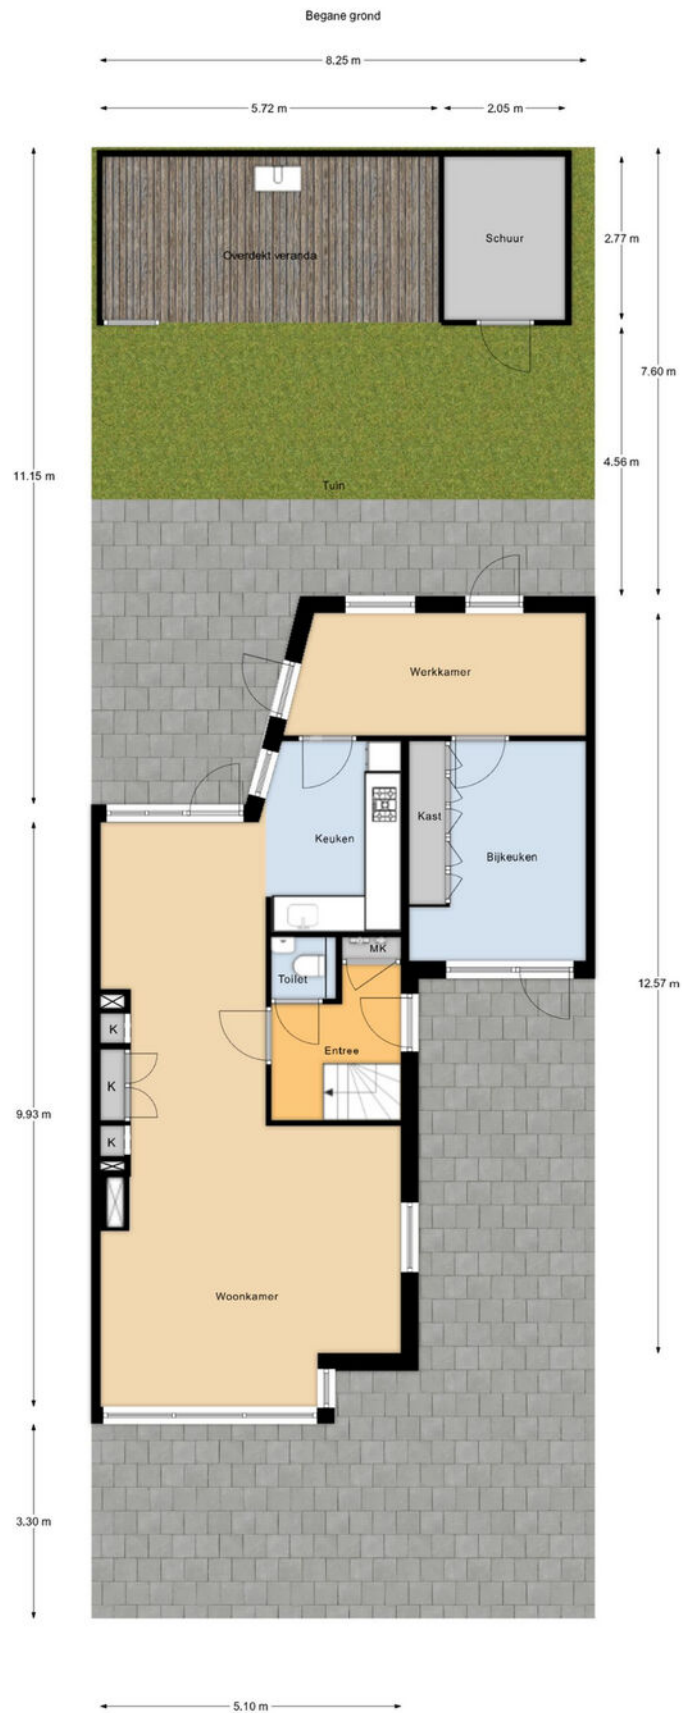 Begane grond
8.25 m
5.72 m
2.05 m
Overdekt veranda
Schuur
2.77 m
7.60 m
4.56 m
11.15 m
Tuin
Werkkamer
Keuken
Kast
Bijkeuken
MK
Toilet
12.57 m
K
Entree
K
9.93 m
K
Woonkamer
3.30 m
5.10 m